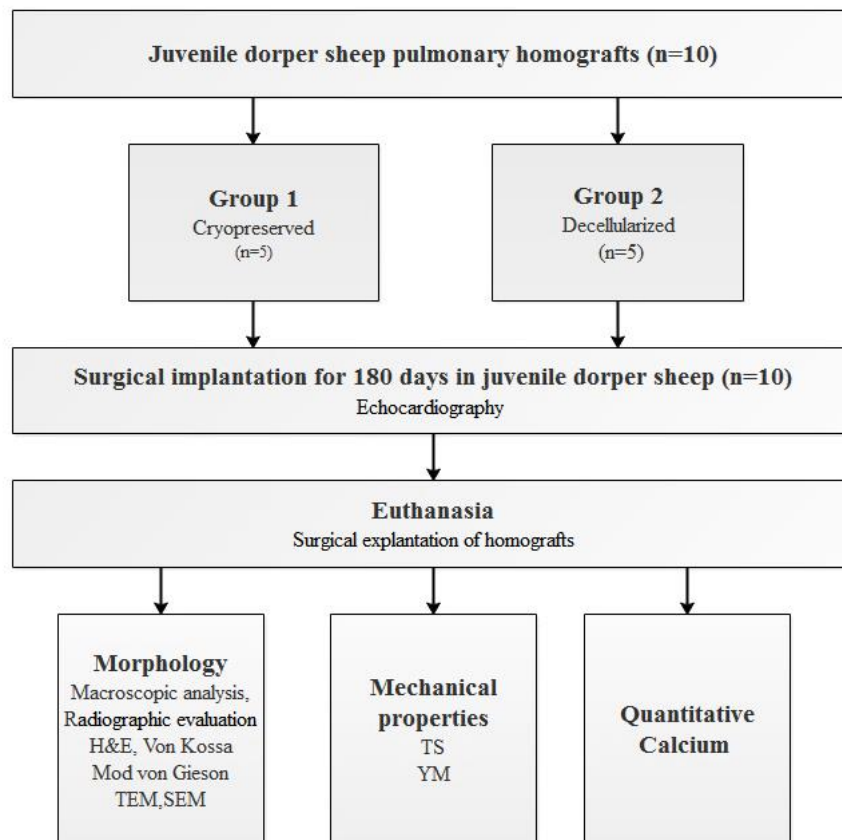 Juvenile dorper sheep pulmonary homografts (n=10)
Group 1
Cryopreserved
(n=5)
Group 2
Decellularized
(n=5)
Surgical implantation for 180 days in juvenile dorper sheep (n=10)
Echocardiography
Euthanasia
Surgical explantation of homografts
Morphology
Macroscopic analysis,
Radiographic evaluation
H&E, Von Kossa
Mod von Gieson
TEM,SEM
Mechanical
properties
TS
YM
Quantitative
Calcium